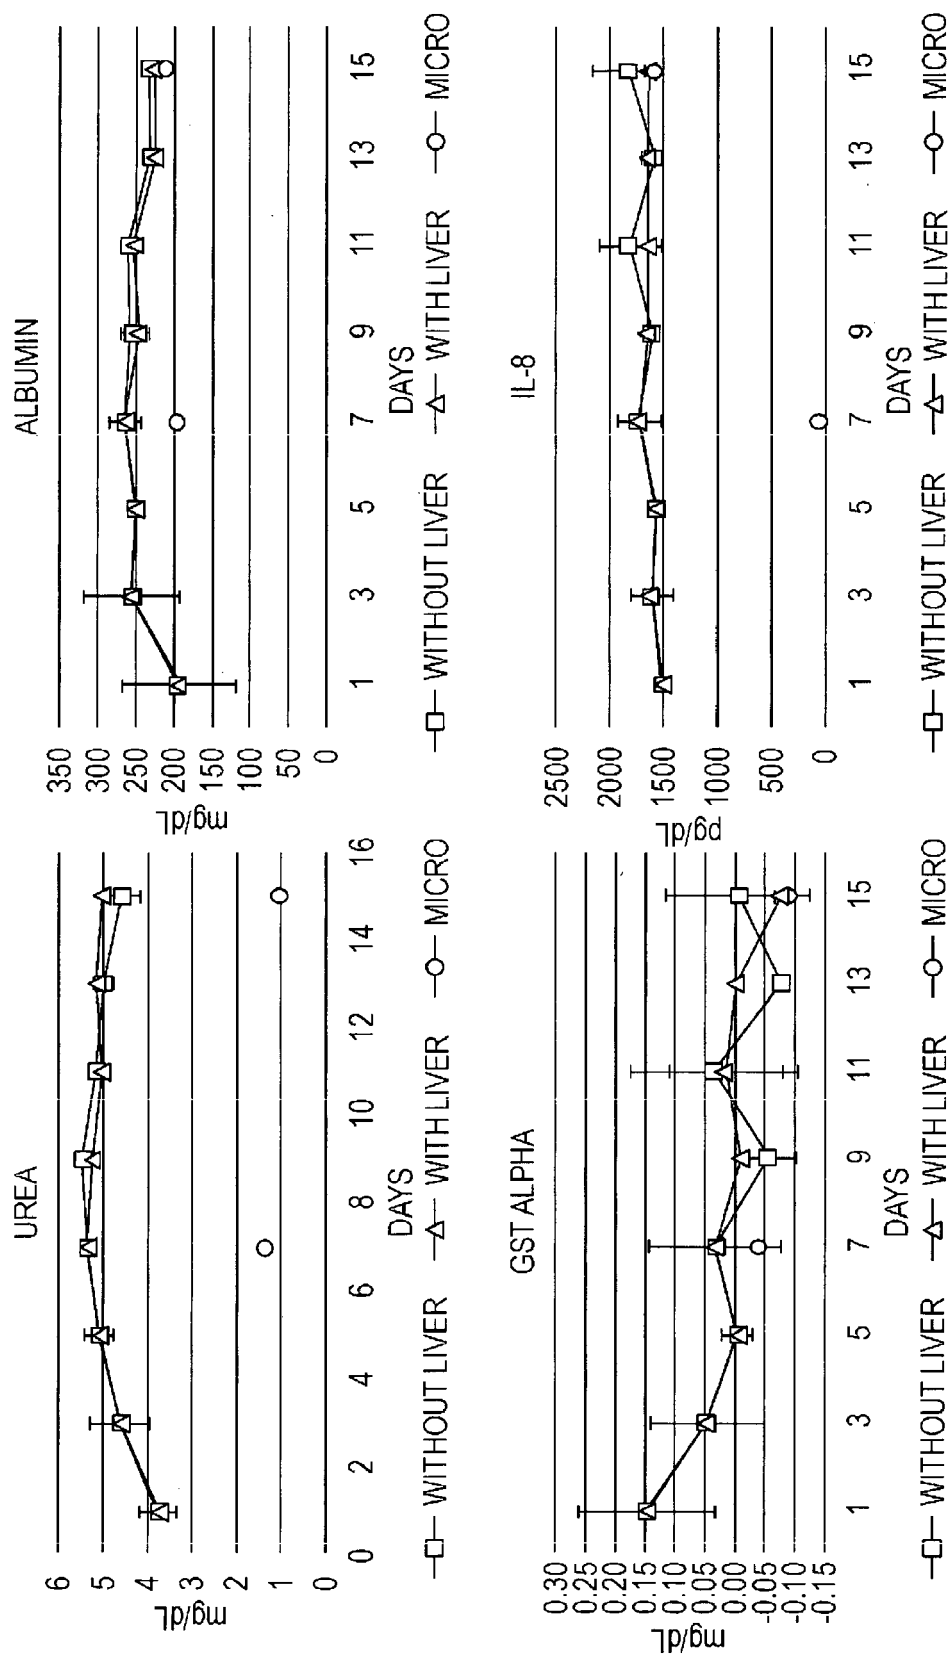 UREA
6
5
4
2
1
0
mg/dL
0 2 4 6 8 10 12 14 16
DAYS
WITHOUT LIVER WITH LIVER MICRO
ALBUMIN
350
300
250
200
150
100
50
0
mg/dL
1 3 5 7 9 11 13 15
DAYS
WITHOUT LIVER WITH LIVER MICRO
GST ALPHA
0.30
0.25
0.20
0.15
0.10
0.05
0.00
-0.05
-0.10
-0.15
mg/dL
1 3 5 7 9 11 13 15
DAYS
WITHOUT LIVER WITH LIVER MICRO
IL-8
2500
2000
1500
1000
500
0
pg/dL
1 3 5 7 9 11 13 15
DAYS
WITHOUT LIVER WITH LIVER MICRO